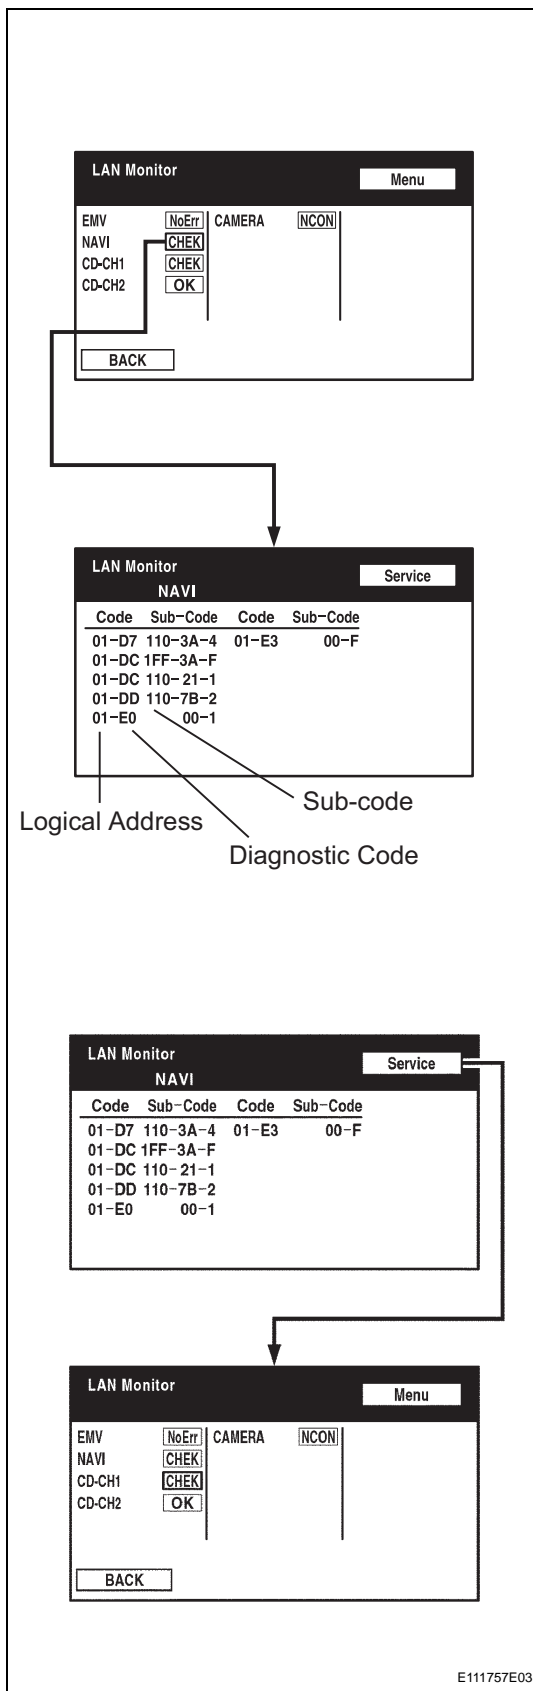 LAN Monitor
Menu
EMV NoErr CAMERA NCON
NAVI CHEK
CD-CH1 CHEK
CD-CH2 OK
BACK
LAN Monitor
NAVI
Service
Code Sub-Code Code Sub-Code
01-D7 110-3A-4 01-E3 00-F
01-DC 1FF-3A-F
01-DC 110-21-1
01-DD 110-7B-2
01-E0 00-1
Sub-code
Logical Address
Diagnostic Code
LAN Monitor
NAVI
Service
Code Sub-Code Code Sub-Code
01-D7 110-3A-4 01-E3 00-F
01-DC 1FF-3A-F
01-DC 110-21-1
01-DD 110-7B-2
01-E0 00-1
LAN Monitor
Menu
EMV NoErr CAMERA NCON
NAVI CHEK
CD-CH1 CHEK
CD-CH2 OK
BACK
E111757E03